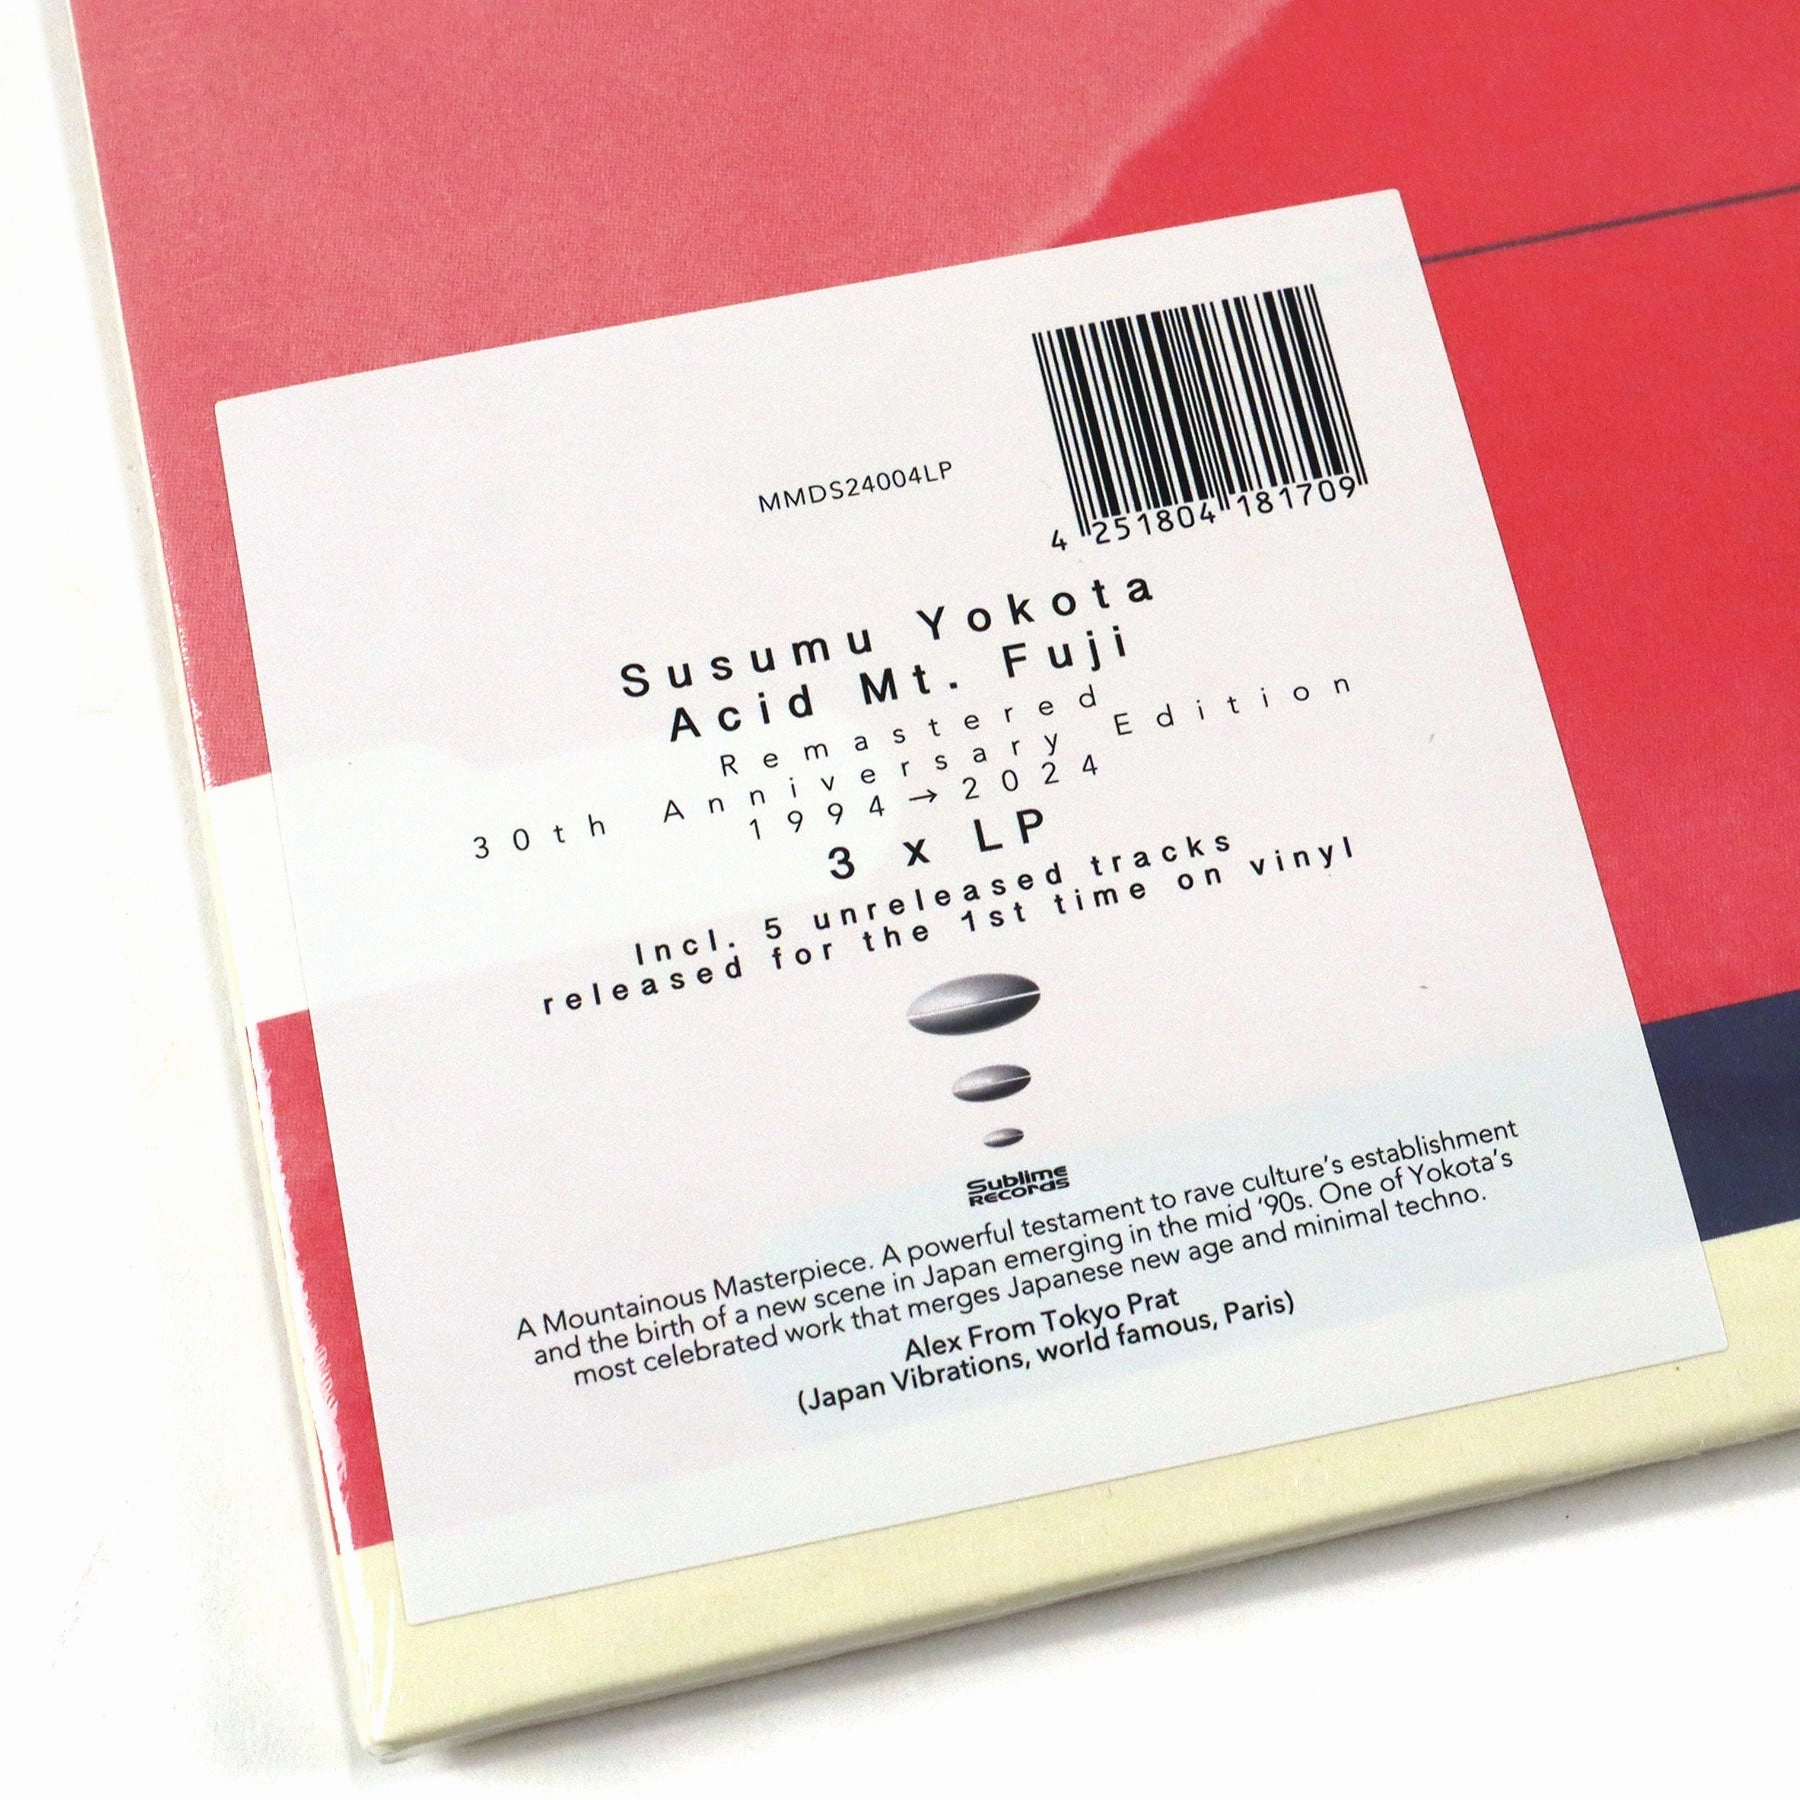 MMDS24004LP
4 251804 181709
Susumu Yokota
Acid Mt. Fuji
Remastered
30th Anniversary Edition
1994→2024
3 x LP
Incl. 5 unreleased tracks
released for the 1st time on vinyl
Sublime
Records
A Mountainous Masterpiece. A powerful testament to rave culture's establishment
and the birth of a new scene in Japan emerging in the mid '90s. One of Yokota's
most celebrated work that merges Japanese new age and minimal techno.
Alex From Tokyo Prat
(Japan Vibrations, world famous, Paris)